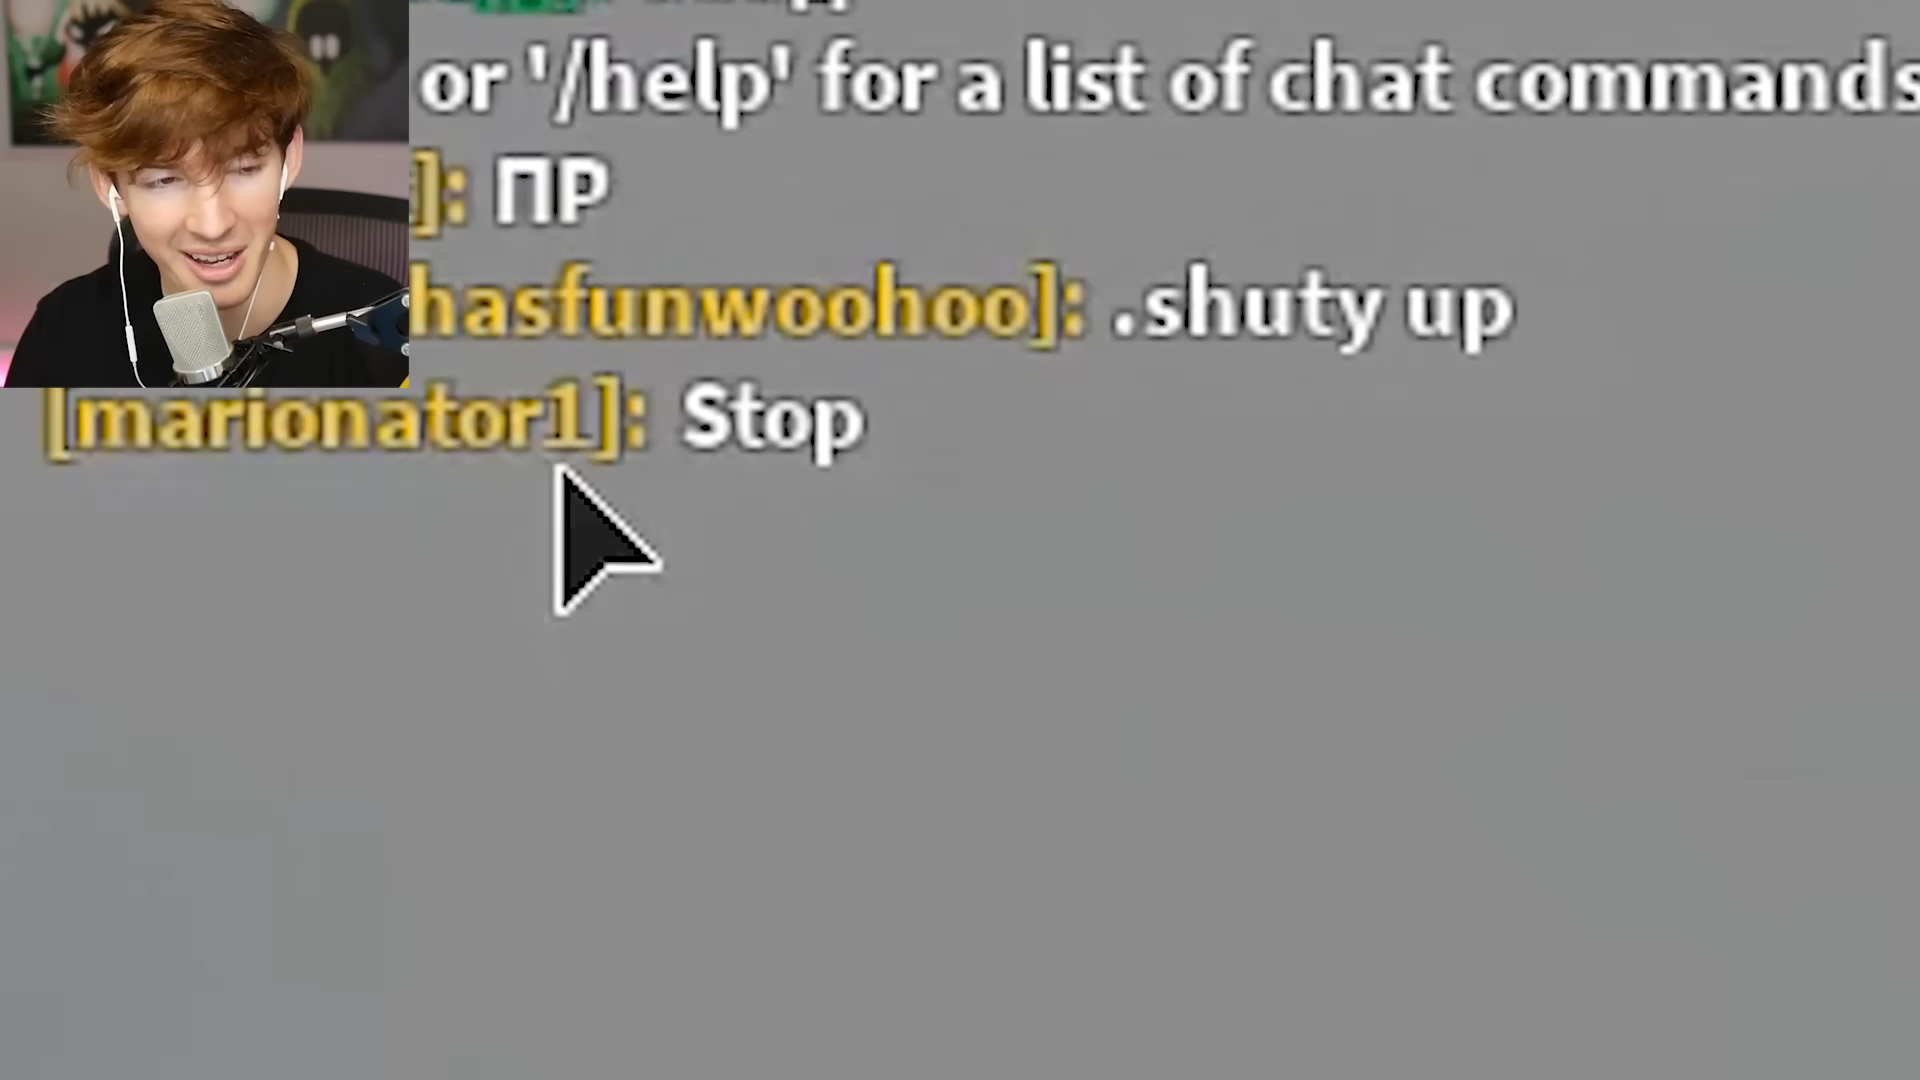 or '/help' for a list of chat commands
]: ПР
hasfunwoohoo]: .shuty up
[marionator1]: Stop